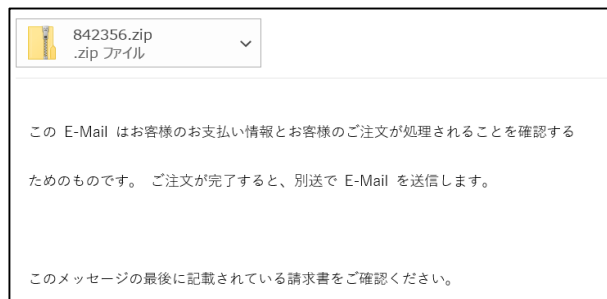 842356.zip
.zip ファイル
この E-Mail はお客様のお支払い情報とお客様のご注文が処理されることを確認する
ためのものです。 ご注文が完了すると、別送で E-Mail を送信します。
このメッセージの最後に記載されている請求書をご確認ください。